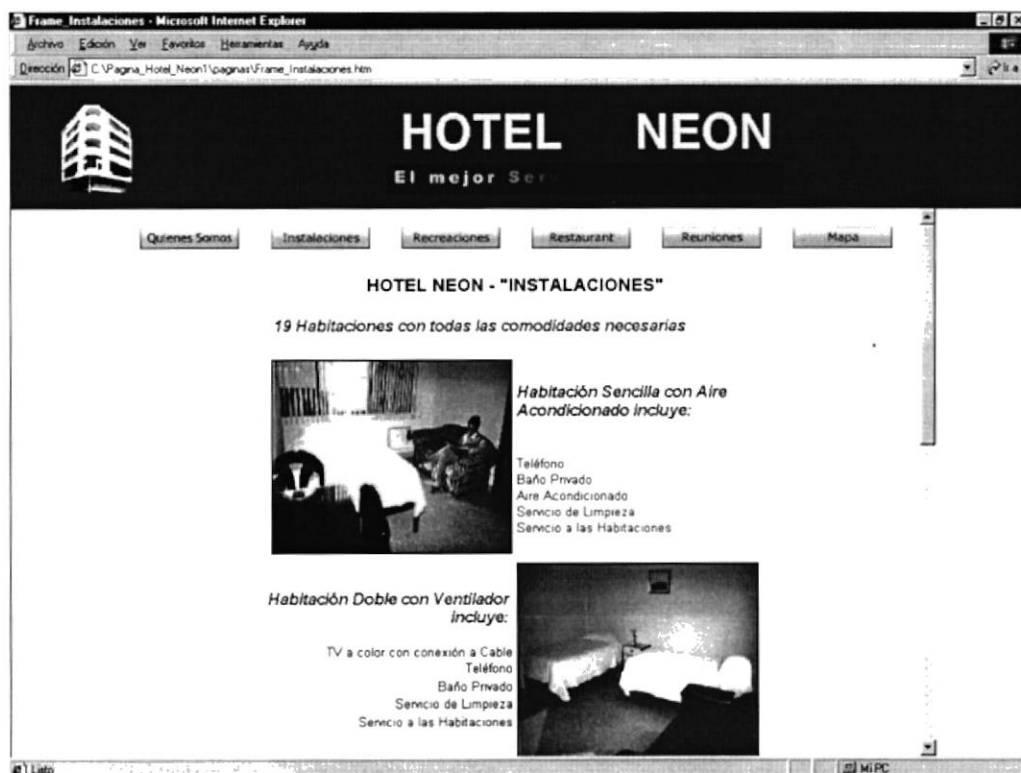 Frame_Instalaciones - Microsoft Internet Explorer
Archivo Edición Ver Favoritos Herramientas Ayuda
Dirección C:\Pagina_Hotel_Neon1\paginas\Frame_Instalaciones.htm Ir a
HOTEL NEON
El mejor Ser
Quienes Somos Instalaciones Recreaciones Restaurant Reuniones Mapa
HOTEL NEON - "INSTALACIONES"
19 Habitaciones con todas las comodidades necesarias
Habitación Sencilla con Aire
Acondicionado incluye:
Teléfono
Baño Privado
Aire Acondicionado
Servicio de Limpieza
Servicio a las Habitaciones
Habitación Doble con Ventilador
incluye:
TV a color con conexión a Cable
Teléfono
Baño Privado
Servicio de Limpieza
Servicio a las Habitaciones
Listo Mi PC